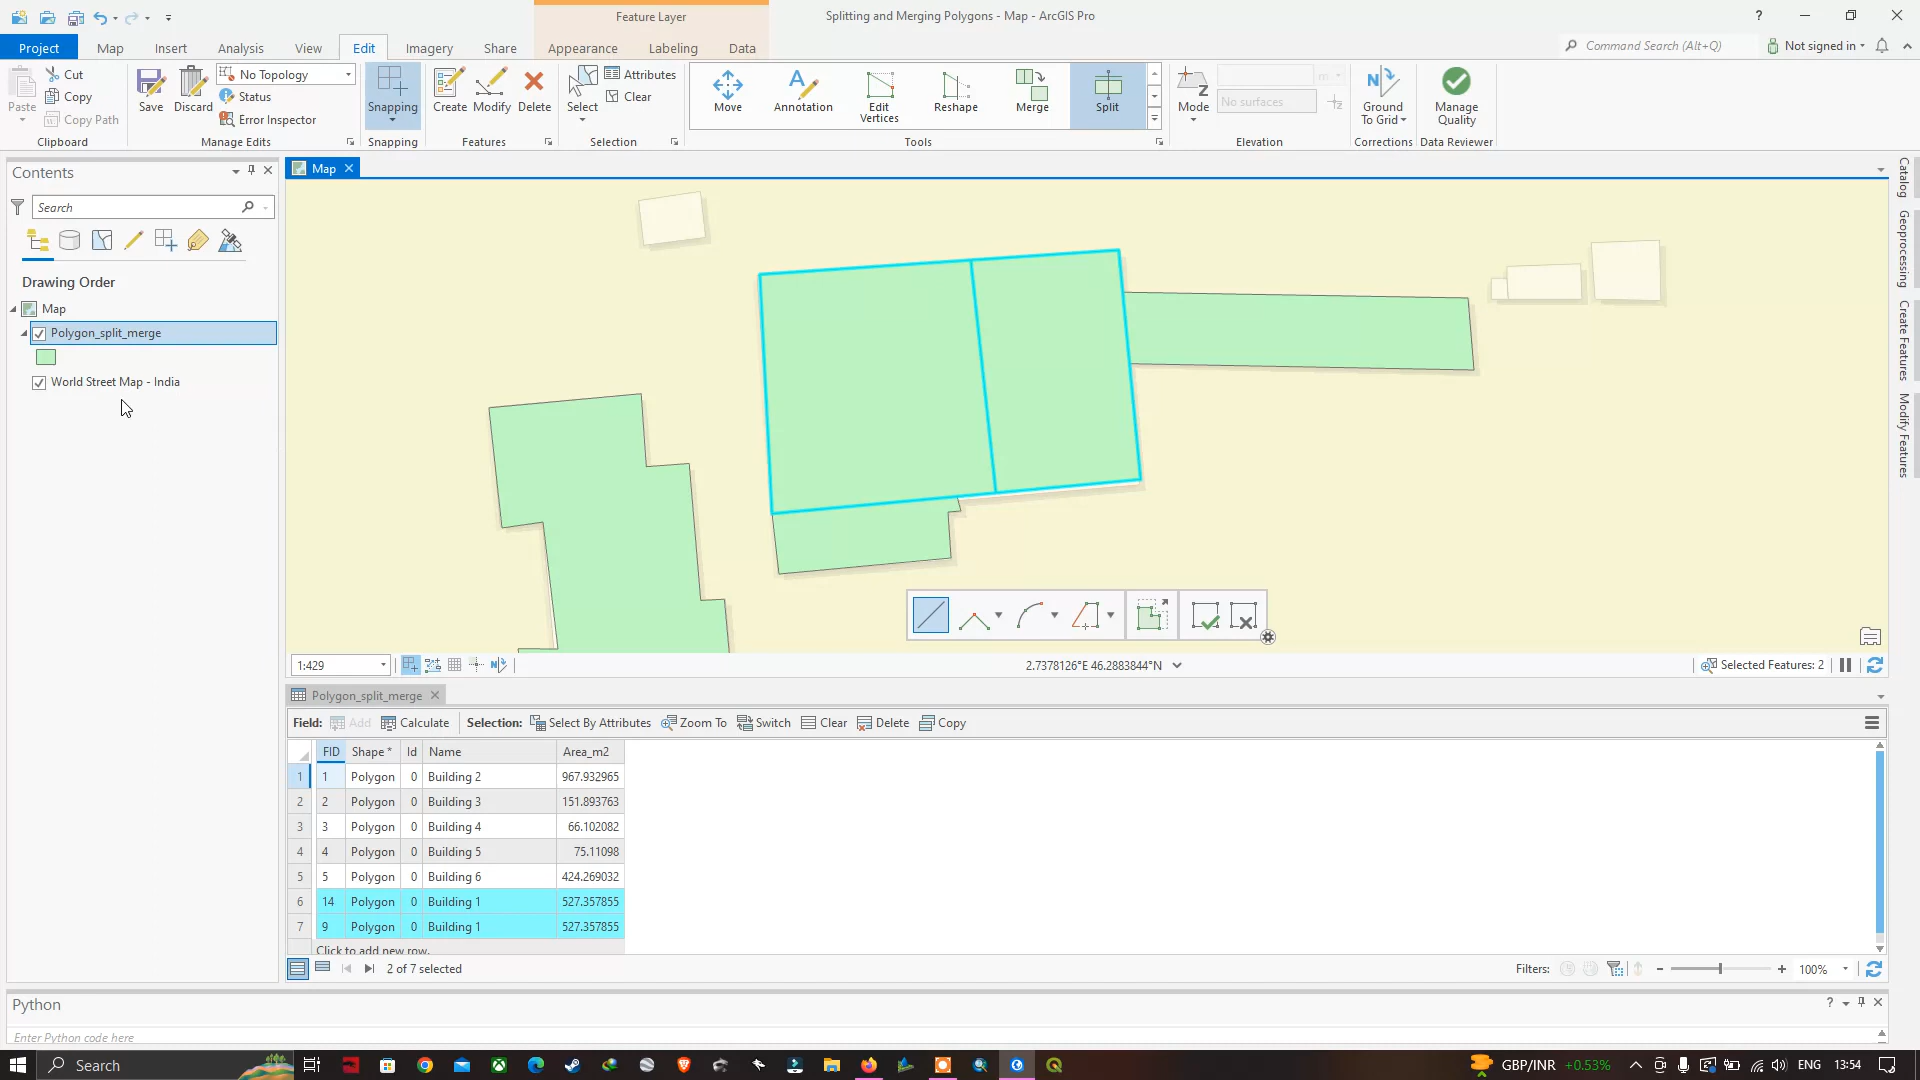 Feature Layer
Splitting and Merging Polygons - Map - ArcGIS Pro
?
Project Map Insert Analysis View Edit Imagery Share Appearance Labeling Data
Command Search (Alt+Q)
Not signed in
Paste
Cut
Copy
Copy Path
Clipboard
Save
Discard
No Topology
Status
Error Inspector
Manage Edits
Snapping
Snapping
Create
Modify
Delete
Features
Select
Attributes
Clear
Selection
Move
Annotation
Edit
Vertices
Reshape
Merge
Split
Tools
Mode
m
No surfaces
Elevation
Ground
To Grid
Corrections
Manage
Quality
Data Reviewer
Contents
Search
Drawing Order
Map
Polygon_split_merge
World Street Map - India
Map
Catalog
Geoprocessing
Create Features
Modify Features
1:429
2.7378126°E 46.2883844°N
Selected Features: 2
Polygon_split_merge
Field: Add Calculate Selection: Select By Attributes Zoom To Switch Clear Delete Copy
FID Shape * Id Name Area_m2
1 1 Polygon 0 Building 2 967.932965
2 2 Polygon 0 Building 3 151.893763
3 3 Polygon 0 Building 4 66.102082
4 4 Polygon 0 Building 5 75.11098
5 5 Polygon 0 Building 6 424.269032
6 14 Polygon 0 Building 1 527.357855
7 9 Polygon 0 Building 1 527.357855
Click to add new row.
2 of 7 selected
Filters:
100%
Python
?
Enter Python code here
Search
GBP/INR +0.53%
ENG 13:54